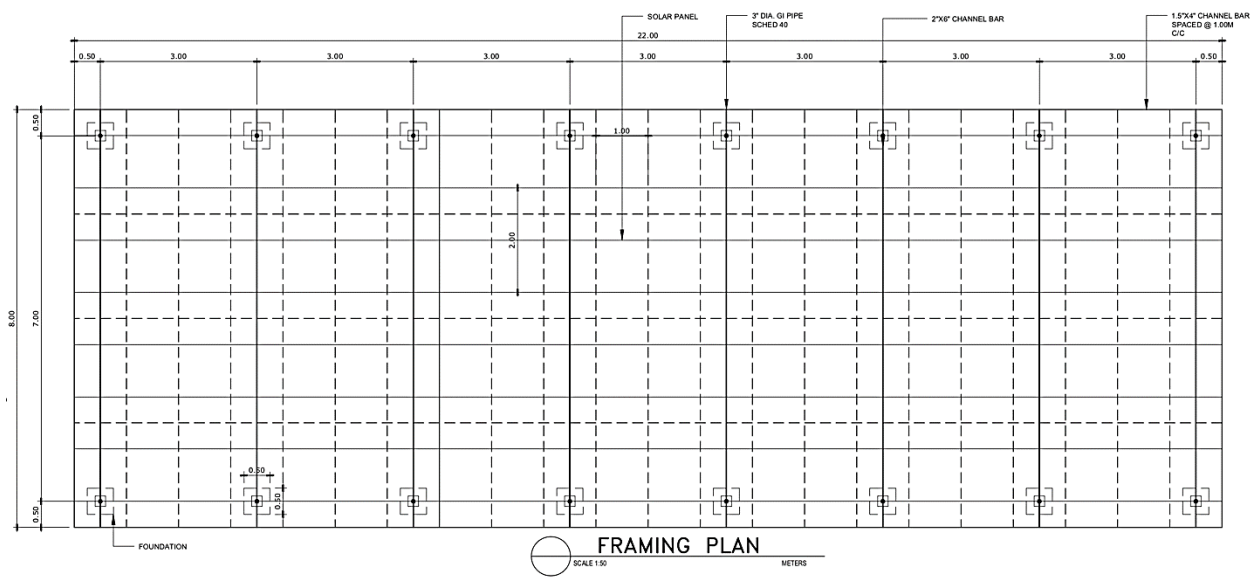 SOLAR PANEL
3" DIA. GI PIPE
SCHED 40
2"X6" CHANNEL BAR
1.5"X4" CHANNEL BAR
SPACED @ 1.00M
C/C
22.00
0.50
3.00
3.00
3.00
3.00
3.00
3.00
3.00
0.50
0.50
1.00
2.00
8.00
7.00
0.50
0.50
0.50
FOUNDATION
FRAMING PLAN
SCALE 1:50
METERS